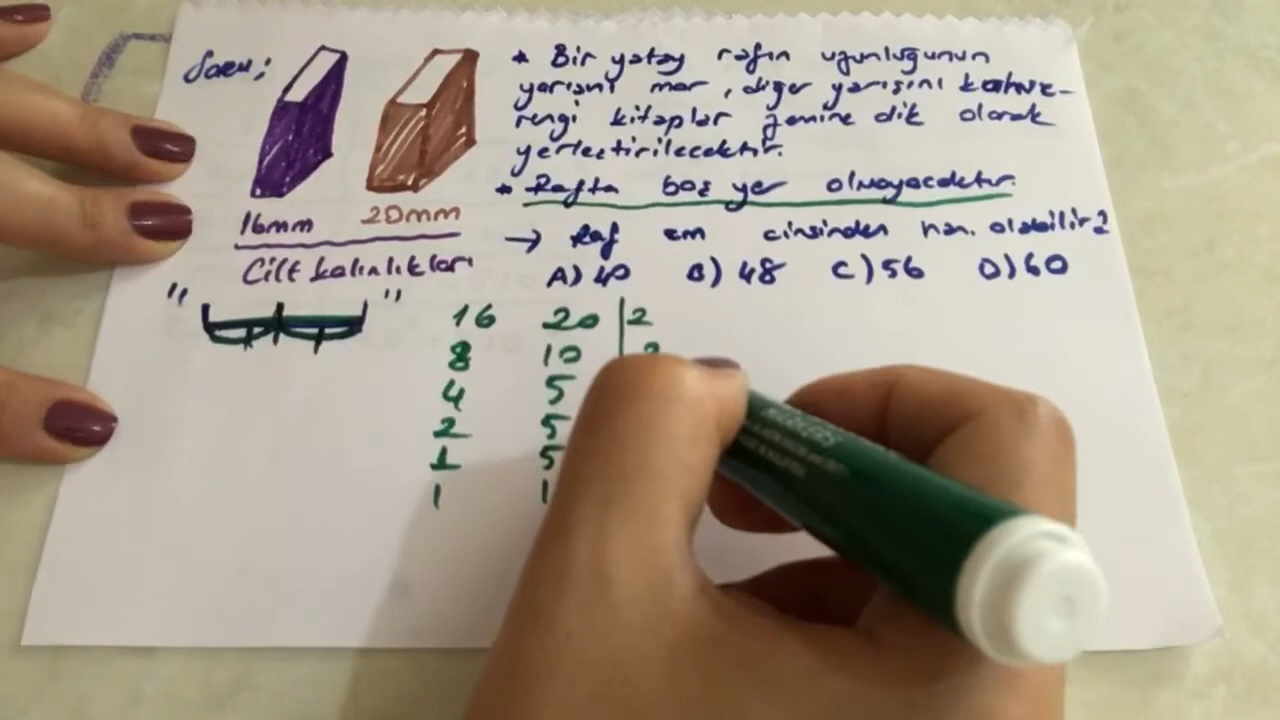 Soru;
* Bir yatay rafın uzunluğunun
yarısını mor, diğer yarısını kahve-
rengi kitaplar zemine dik olarak
yerleştirilecektir.
* Rafta boş yer olmayacaktır.
16mm 20mm
Cilt kalınlıkları
→ Raf cm cinsinden han. olabilir?
A) 40 B) 48 C) 56 D) 60
" "
16 20 | 2
8 10
4 5
2 5
1 5
1 1